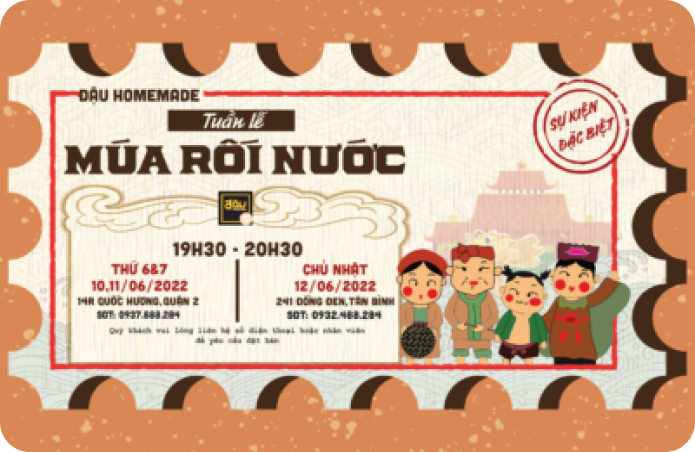 ĐẬU HOMEMADE
Tuần lễ
MÚA RỐI NƯỚC
SỰ KIỆN
ĐẶC BIỆT
đậu
19H30 - 20H30
THỨ 6&7
10,11/06/2022
14R QUỐC HƯƠNG,QUẬN 2
SĐT: 0937.888.284
CHỦ NHẬT
12/06/2022
241 ĐỒNG ĐEN,TÂN BÌNH
SĐT: 0932.488.284
Quý khách vui lòng liên hệ số điện thoại hoặc nhân viên
để yêu cầu đặt bàn